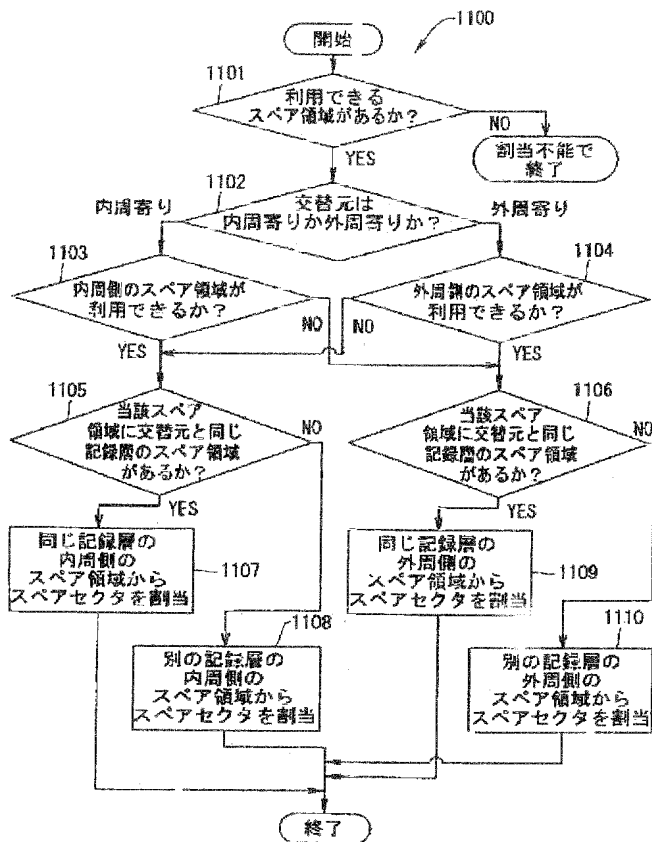 1100
開始
1101
利用できる
スペア領域があるか？
NO
YES
割当不能で
終了
1102
交替元は
内周寄りか外周寄りか？
内周寄り
外周寄り
1103
内周側のスペア領域が
利用できるか？
NO
YES
1104
外周側のスペア領域が
利用できるか？
NO
YES
1105
当該スペア
領域に交替元と同じ
記録層のスペア領域
があるか？
NO
YES
1106
当該スペア
領域に交替元と同じ
記録層のスペア領域
があるか？
NO
YES
同じ記録層の
内周側の
スペア領域から
スペアセクタを割当
1107
別の記録層の
内周側の
スペア領域から
スペアセクタを割当
1108
同じ記録層の
外周側の
スペア領域から
スペアセクタを割当
1109
別の記録層の
外周側の
スペア領域から
スペアセクタを割当
1110
終了